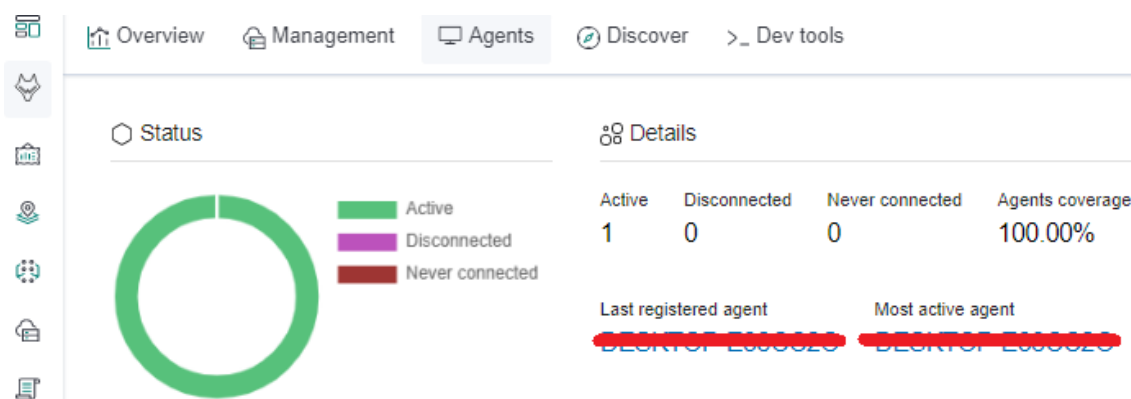 Overview Management Agents Discover >_ Dev tools
Status
Active
Disconnected
Never connected
Details
Active Disconnected Never connected Agents coverage
1 0 0 100.00%
Last registered agent Most active agent